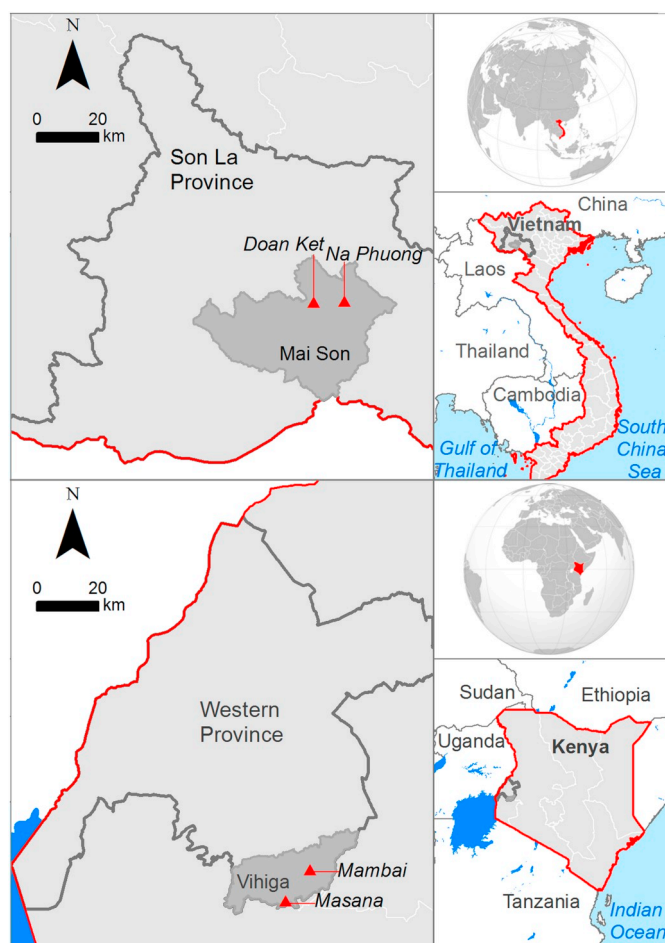 N
0
20
km
Son La
Province
Doan Ket
Na Phuong
Mai Son
China
Vietnam
Laos
Thailand
Cambodia
Gulf of
Thailand
South
China
Sea
N
0
20
km
Western
Province
Vihiga
Mambai
Masana
Sudan
Ethiopia
Uganda
Kenya
Tanzania
Indian
Ocean